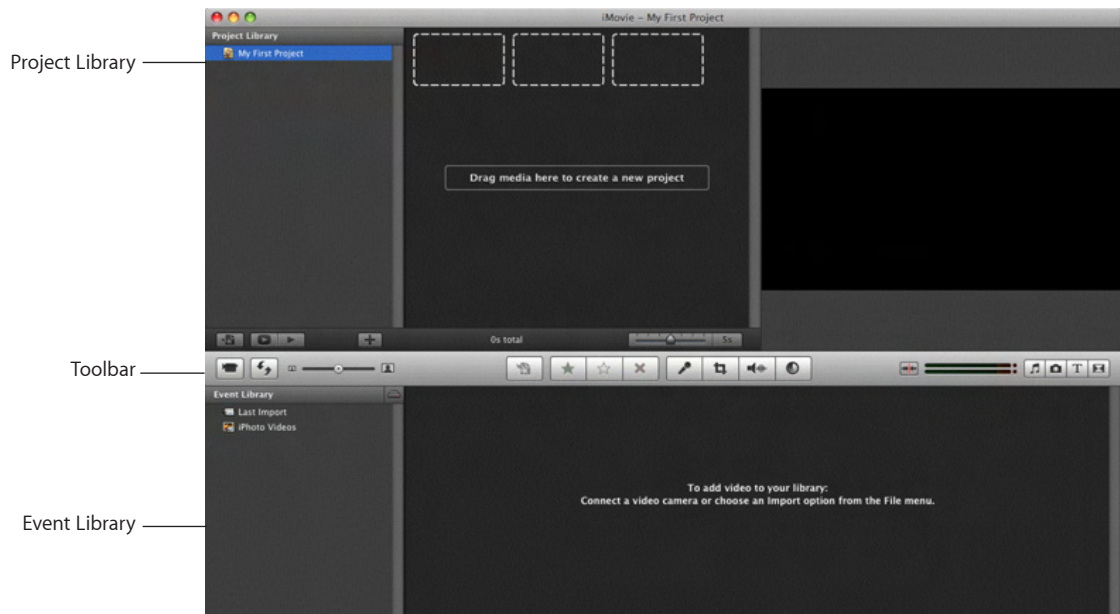 iMovie – My First Project
Project Library
My First Project
Project Library
Drag media here to create a new project
0s total
5s
Toolbar
T
Event Library
Last Import
iPhoto Videos
To add video to your library:
Connect a video camera or choose an Import option from the File menu.
Event Library